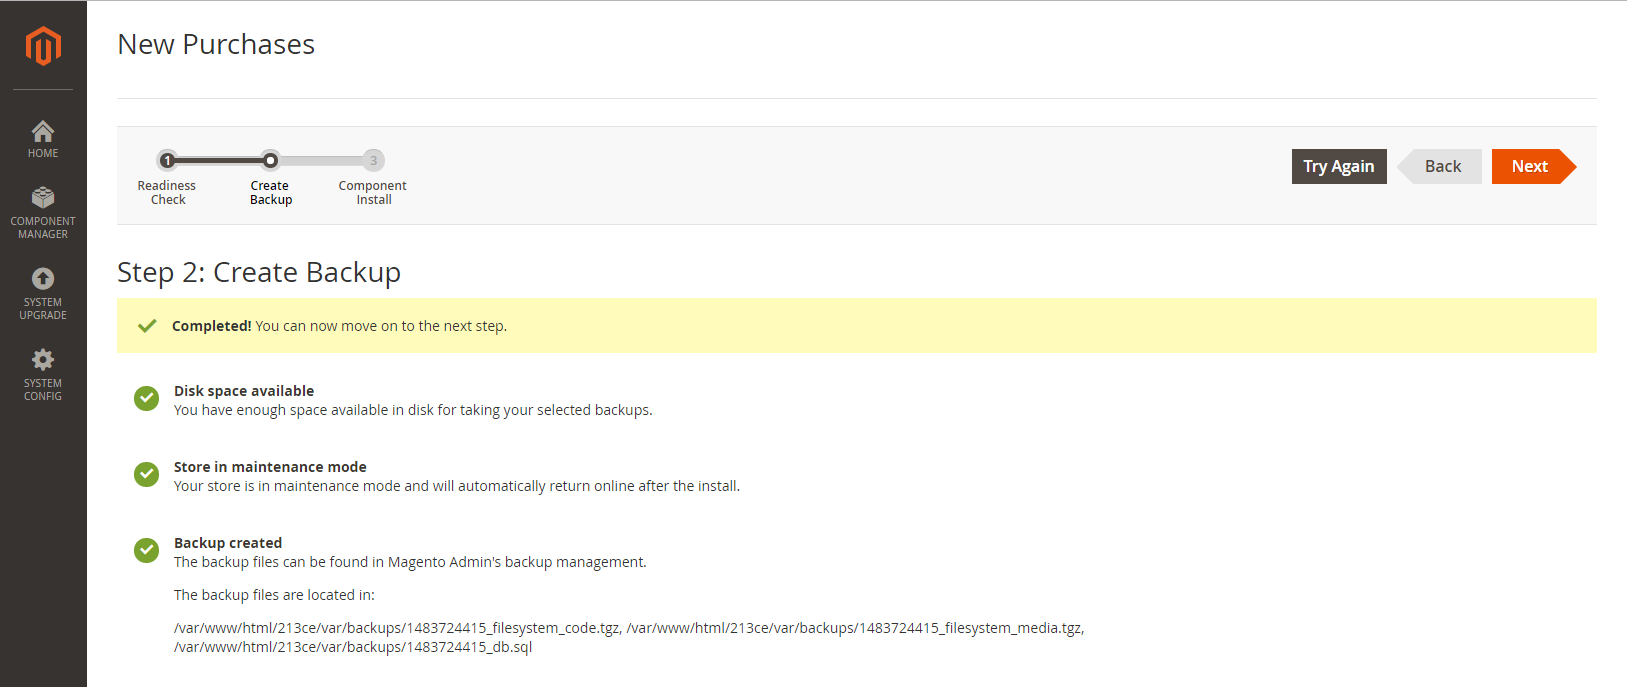 New Purchases
HOME
COMPONENT
MANAGER
SYSTEM
UPGRADE
SYSTEM
CONFIG
1
3
Readiness
Check
Create
Backup
Component
Install
Try Again
Back
Next
Step 2: Create Backup
Completed! You can now move on to the next step.
Disk space available
You have enough space available in disk for taking your selected backups.
Store in maintenance mode
Your store is in maintenance mode and will automatically return online after the install.
Backup created
The backup files can be found in Magento Admin's backup management.
The backup files are located in:
/var/www/html/213ce/var/backups/1483724415_filesystem_code.tgz, /var/www/html/213ce/var/backups/1483724415_filesystem_media.tgz,
/var/www/html/213ce/var/backups/1483724415_db.sql